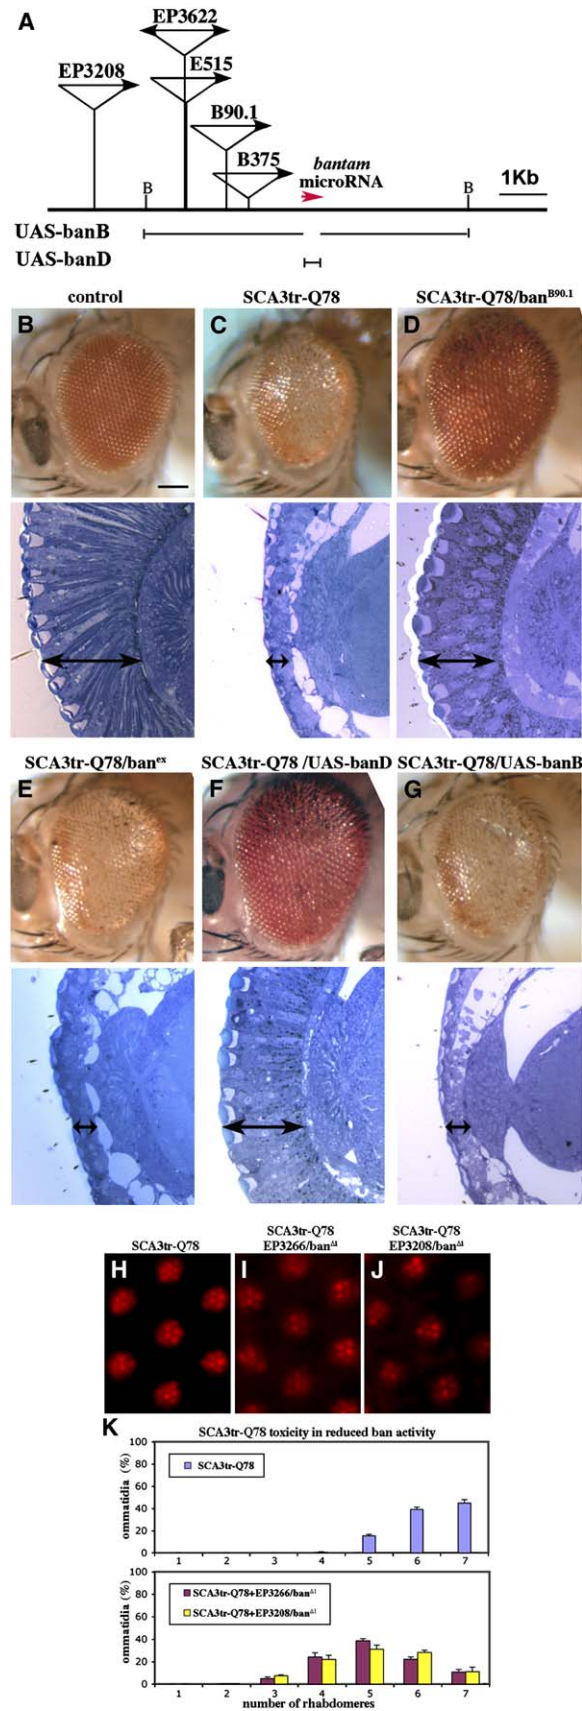 A
EP3622
EP3208
E515
B90.1
B375
bantam
microRNA
1Kb
B
B
UAS-banB
UAS-banD
control
SCA3tr-Q78
SCA3tr-Q78/ban^B90.1
B
C
D
SCA3tr-Q78/ban^ex
SCA3tr-Q78 /UAS-banD
SCA3tr-Q78/UAS-banB
E
F
G
SCA3tr-Q78
SCA3tr-Q78
EP3266/ban^Δ1
SCA3tr-Q78
EP3208/ban^Δ1
H
I
J
K
SCA3tr-Q78 toxicity in reduced ban activity
ommatidia (%)
100
80
60
40
20
0
SCA3tr-Q78
1 2 3 4 5 6 7
ommatidia (%)
100
80
60
40
20
0
SCA3tr-Q78+EP3266/ban^Δ1
SCA3tr-Q78+EP3208/ban^Δ1
1 2 3 4 5 6 7
number of rhabdomeres